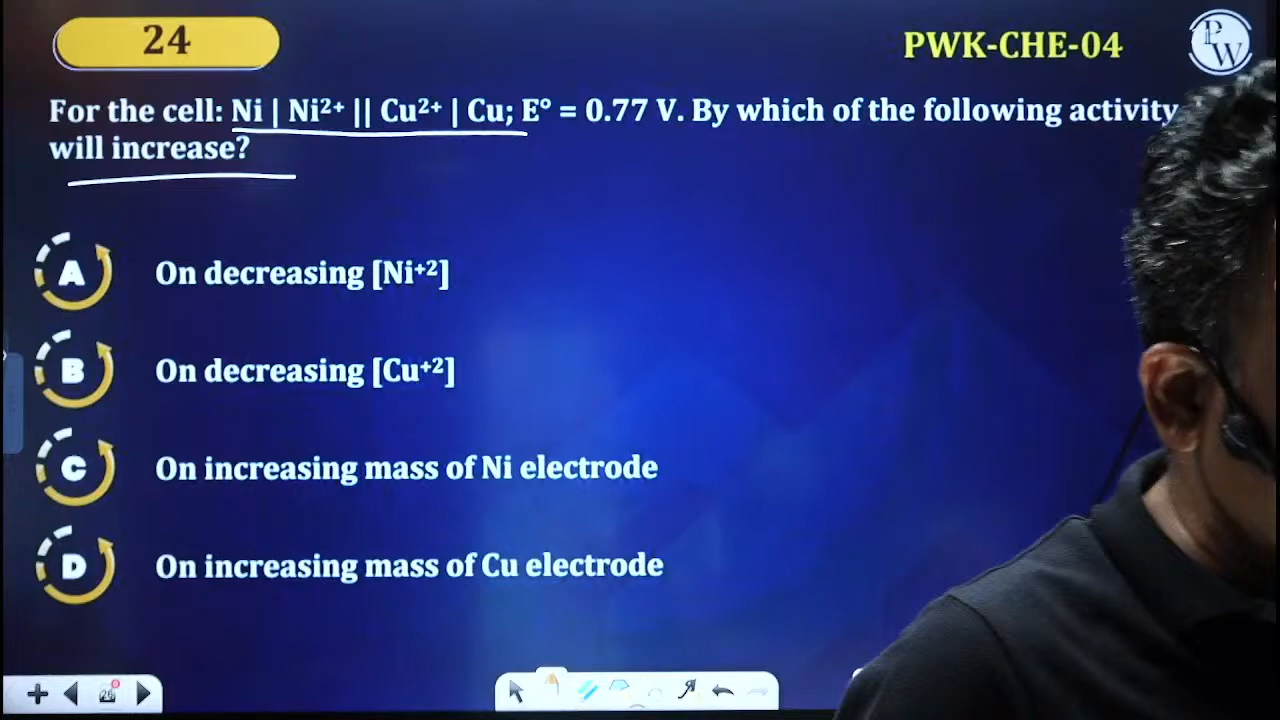 24
PWK-CHE-04
PW
For the cell: Ni | Ni²⁺ || Cu²⁺ | Cu; E° = 0.77 V. By which of the following activity
will increase?
A On decreasing [Ni⁺²]
B On decreasing [Cu⁺²]
C On increasing mass of Ni electrode
D On increasing mass of Cu electrode